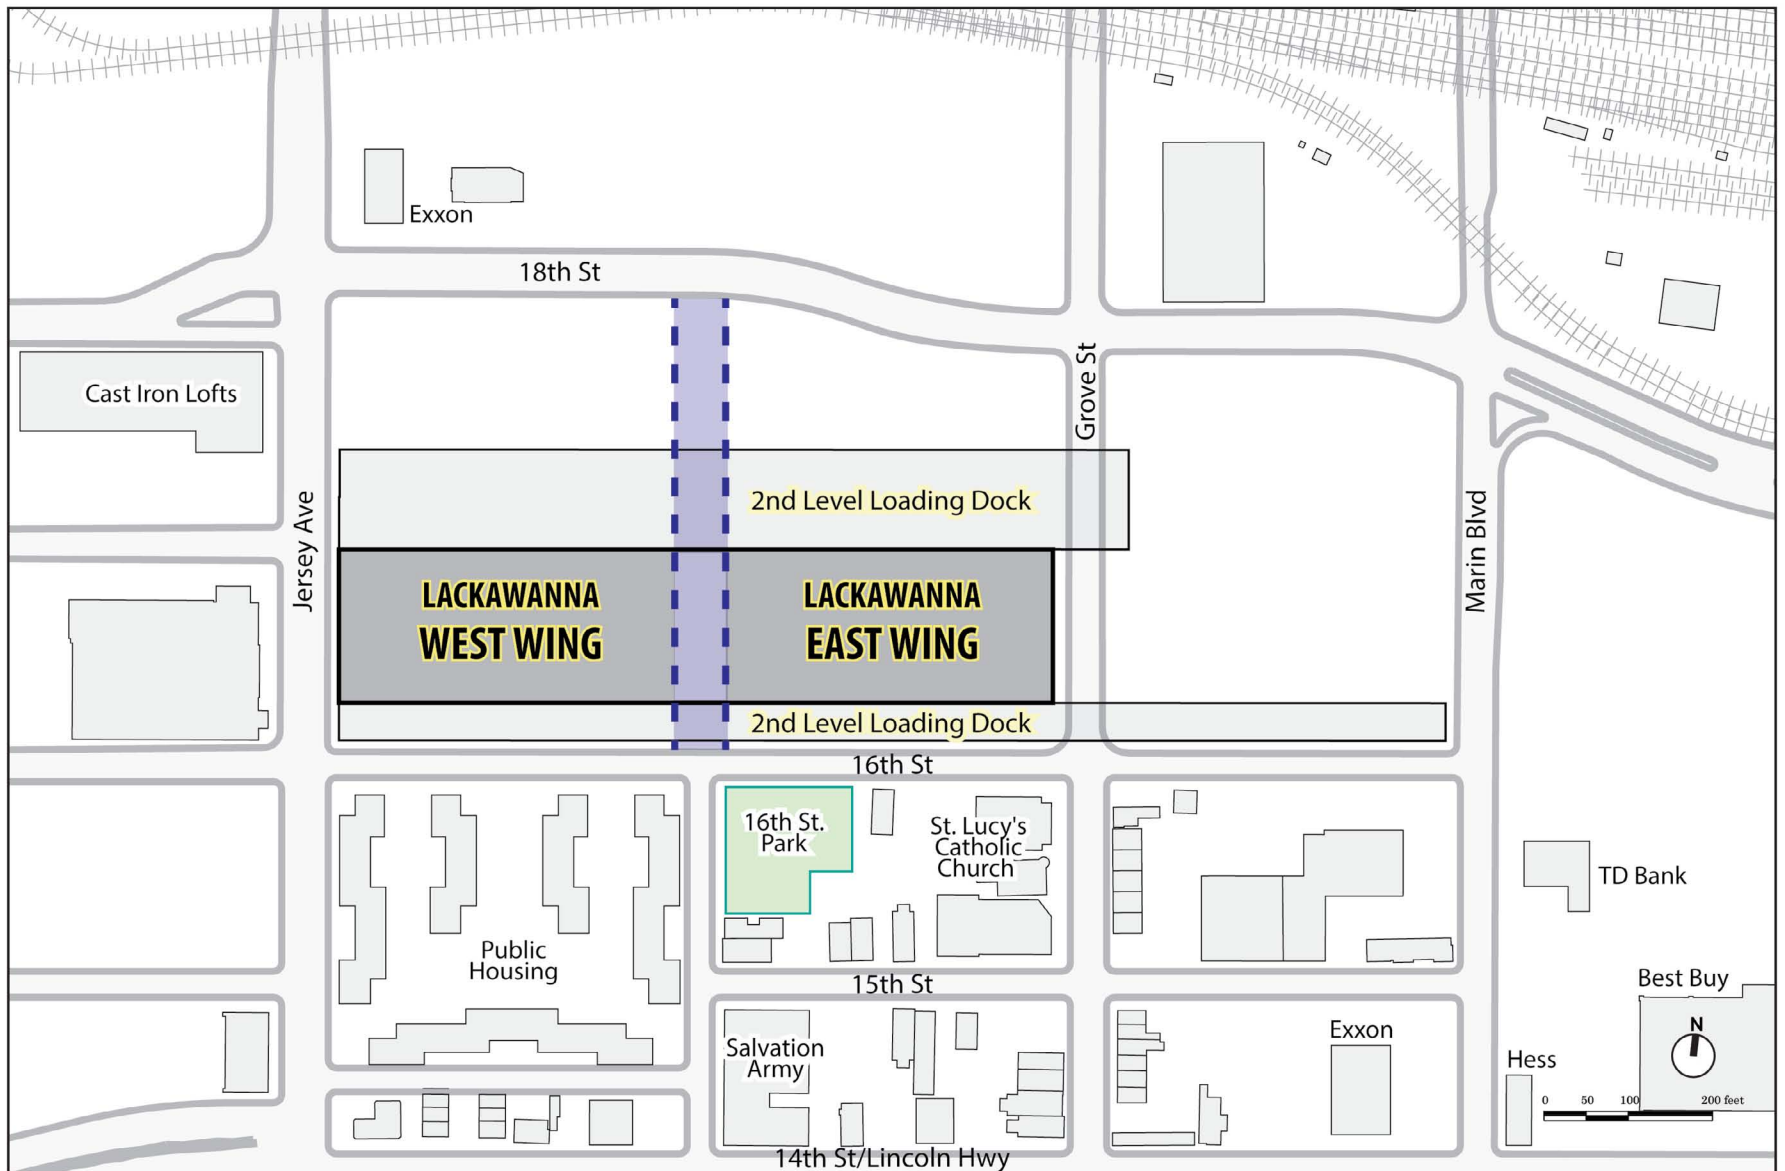 Exxon
18th St
Cast Iron Lofts
Grove St
2nd Level Loading Dock
Jersey Ave
Marin Blvd
LACKAWANNA
WEST WING
LACKAWANNA
EAST WING
2nd Level Loading Dock
16th St
16th St.
Park
St. Lucy's
Catholic
Church
TD Bank
Public
Housing
15th St
Best Buy
N
Salvation
Army
Exxon
Hess
0 50 100 200 feet
14th St/Lincoln Hwy